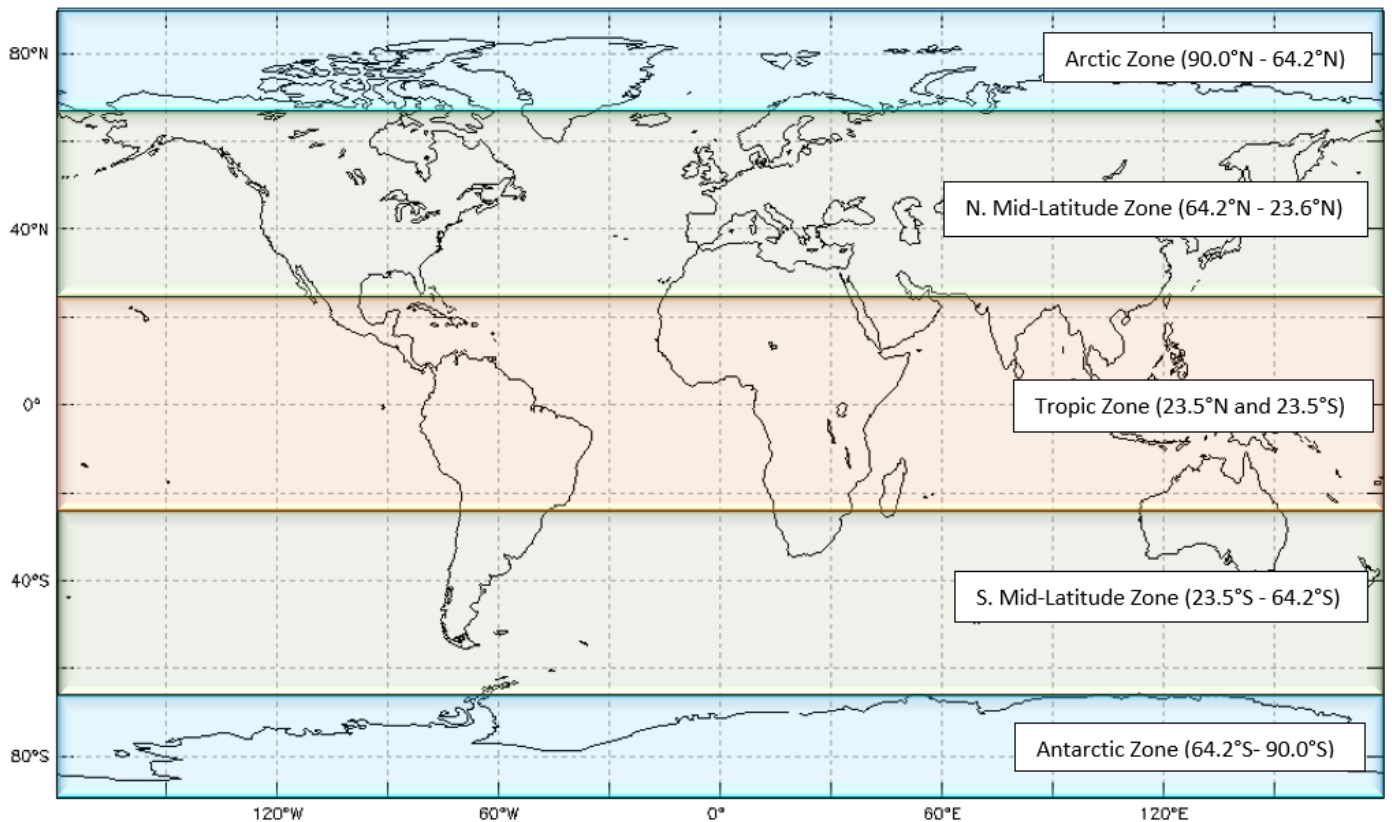 80°N
Arctic Zone (90.0°N - 64.2°N)
N. Mid-Latitude Zone (64.2°N - 23.6°N)
40°N
Tropic Zone (23.5°N and 23.5°S)
0°
40°S
S. Mid-Latitude Zone (23.5°S - 64.2°S)
80°S
Antarctic Zone (64.2°S- 90.0°S)
120°W 60°W 0° 60°E 120°E